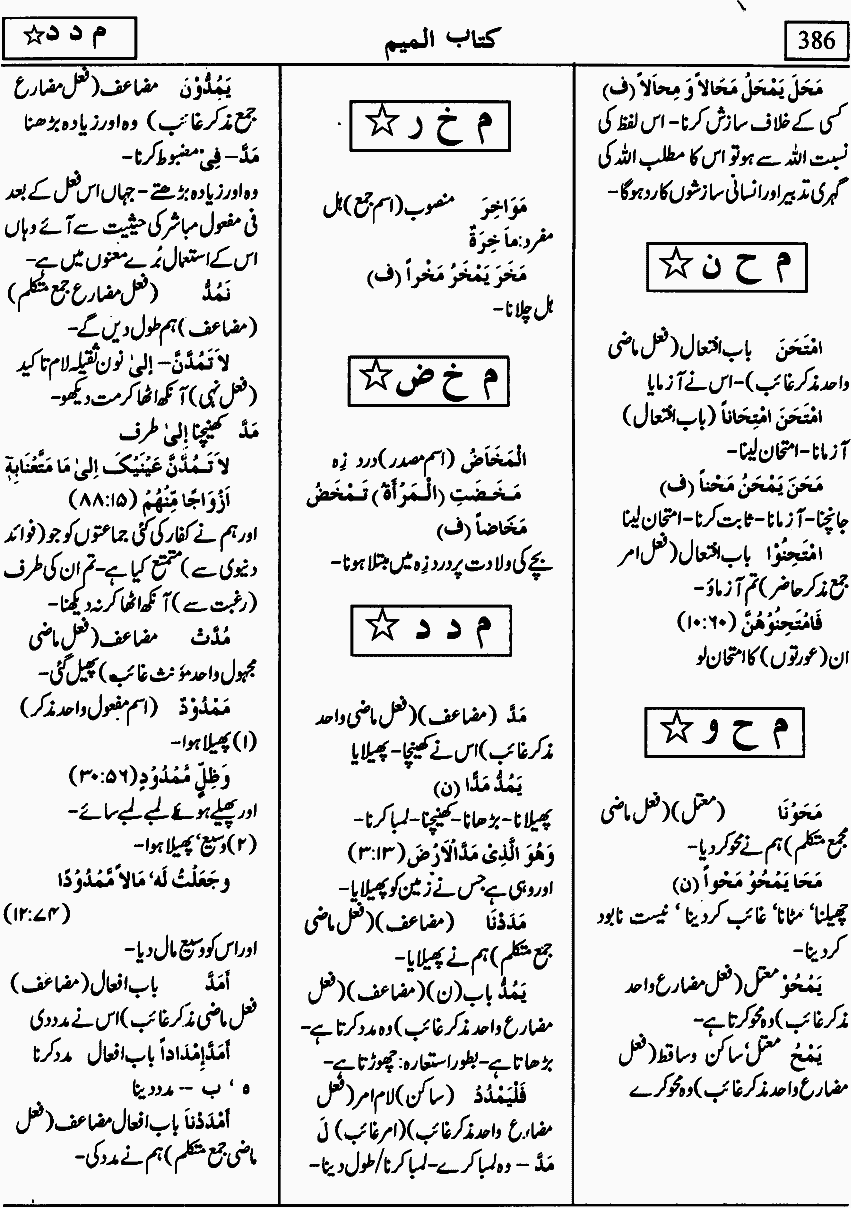 386
کتاب المیم
م د د ☆
مَحَلَ یَمْحَلُ مَحَالاً وَ مِحَالاً (ف)
کسی کے خلاف سازش کرنا- اس لفظ کی
نسبت اللہ سے ہو تو اس کا مطلب اللہ کی
گہری تدبیر اور انسانی سازشوں کا رد ہوگا-
م ح ن ☆
امْتَحَنَ باب افتعال (فعل ماضی
واحد مذکر غائب)- اس نے آزمایا
امْتَحَنَ امْتِحَاناً (باب افتعال)
آزمانا- امتحان لینا-
مَحَنَ یَمْحَنُ مَحْناً (ف)
جانچنا- آزمانا- ثابت کرنا- امتحان لینا
امْتَحِنُوْا باب افتعال (فعل امر
جمع مذکر حاضر) تم آزماؤ-
فَامْتَحِنُوْهُنَّ (۱۰:۶۰)
ان (عورتوں) کا امتحان لو
م ح و ☆
مَحَوْنَا (معتل) (فعل ماضی
جمع متکلم) ہم نے محو کر دیا-
مَحَا یَمْحُوْ مَحْواً (ن)
چھیلنا، مٹانا، غائب کر دینا، نیست نابود
کر دینا-
یَمْحُوْ معتل (فعل مضارع واحد
مذکر غائب) وہ محو کرتا ہے-
یَمْحُ معتل، ساکن و ساقط (فعل
مضارع واحد مذکر غائب) وہ محو کرے
م خ ر ☆
مَوَاخِرَ منصوب (اسم جمع) ہل
مفرد: مَاخِرَةٌ
مَخَرَ یَمْخَرُ مَخْراً (ف)
ہل چلانا-
م خ ض ☆
الْمَخَاضُ (اسم مصدر) درد زہ
مَخَضَتِ (الْمَرْأَةُ) تَمْخَضُ
مَخَاضاً (ف)
بچے کی ولادت پر درد زہ میں مبتلا ہونا-
م د د ☆
مَدَّ (مضاعف) (فعل ماضی واحد
مذکر غائب) اس نے کھینچا- پھیلایا
یَمُدُّ مَدًّا (ن)
پھیلانا- بڑھانا- کھینچنا- لمبا کرنا-
وَهُوَ الَّذِیْ مَدَّ الْاَرْضَ (۳:۱۳)
اور وہی ہے جس نے زمین کو پھیلایا-
مَدَدْنَا (مضاعف) (فعل ماضی
جمع متکلم) ہم نے پھیلایا-
یَمُدُّ باب (ن) (مضاعف) (فعل
مضارع واحد مذکر غائب) وہ مدد کرتا ہے-
بڑھاتا ہے- بطور استعارہ: چھوڑتا ہے-
فَلْیَمْدُدْ (ساکن) لام امر (فعل
مضارع واحد مذکر غائب) (امر غائب) لَ
مَدَّ – وہ لمبا کرے- لمبا کرنا/ طول دینا-
یَمُدُّوْنَ مضاعف (فعل مضارع
جمع مذکر غائب) وہ اور زیادہ بڑھنا
مَدَّ- فِیْ مضبوط کرنا-
وہ اور زیادہ بڑھتے- جہاں اس فعل کے بعد
فی مفعول مباشر کی حیثیت سے آئے وہاں
اس کے استعمال بُرے معنوں میں ہے-
نَمُدُّ (فعل مضارع جمع متکلم)
(مضاعف) ہم طول دیں گے-
لاَتَمُدَّنَّ- اِلیٰ نون ثقیلہ لام تاکید
(فعل نہی) آنکھ اٹھا کر مت دیکھو-
مَدَّ کھینچنا اِلیٰ طرف
لاَ تَمُدَّنَّ عَیْنَیْکَ اِلیٰ مَا مَتَّعْنَا بِهٖ
اَزْوَاجًا مِّنْهُمْ (۸۸:۱۵)
اور ہم نے کفار کی کئی جماعتوں کو جو (فوائد
دنیوی سے) متمتع کیا ہے- تم ان کی طرف
(رغبت سے) آنکھ اٹھا کر نہ دیکھنا-
مُدَّتْ مضاعف (فعل ماضی
مجہول واحد مؤنث غائب) پھیل گئی-
مَمْدُوْدٌ (اسم مفعول واحد مذکر)
(۱) پھیلا ہوا-
وَظِلٍّ مَّمْدُوْدٍ (۳۰:۵۶)
اور پھیلے ہوئے لمبے لمبے سائے-
(۲) وسیع، پھیلا ہوا-
وجَعَلْتُ لَهٗ مَالاً مَّمْدُوْدًا
(۱۲:۷۴)
اور اس کو وسیع مال دیا-
أَمَدَّ باب افعال (مضاعف)
فعل ماضی مذکر غائب) اس نے مدد دی
أَمَدَّ إِمْدَاداً باب افعال مدد کرنا
ه ، ب -- مدد دینا
أَمْدَدْنَا باب افعال مضاعف (فعل
ماضی جمع متکلم) ہم نے مدد کی-